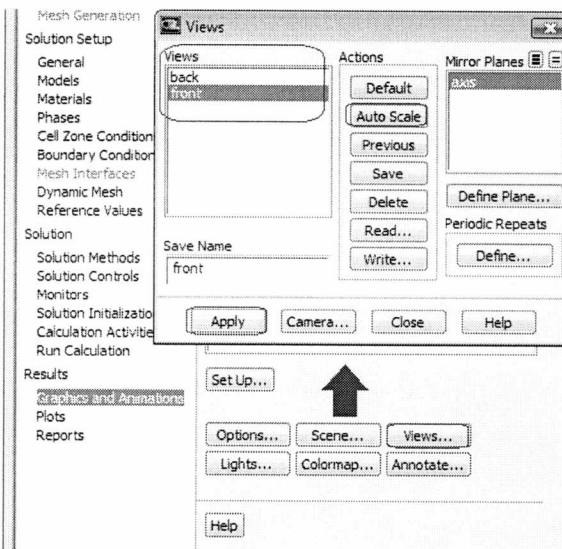 Mesh Generation
Solution Setup
General
Models
Materials
Phases
Cell Zone Condition
Boundary Condition
Mesh Interfaces
Dynamic Mesh
Reference Values
Solution
Solution Methods
Solution Controls
Monitors
Solution Initializatio
Calculation Activitie
Run Calculation
Results
Graphics and Animations
Plots
Reports
Views
Views
back
front
Save Name
front
Actions
Default
Auto Scale
Previous
Save
Delete
Read...
Write...
Mirror Planes
axis
Define Plane...
Periodic Repeats
Define...
Apply Camera... Close Help
Set Up...
Options... Scene... Views...
Lights... Colormap... Annotate...
Help